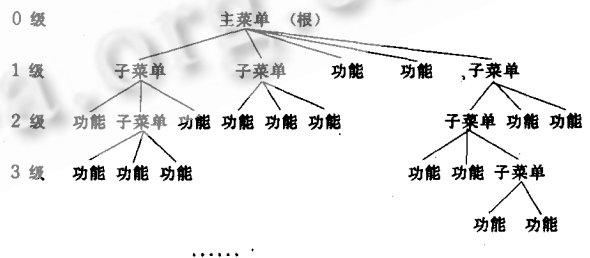 0 级 主菜单 （根）
1 级 子菜单 子菜单 功能 功能 子菜单
2 级 功能 子菜单 功能 功能 功能 功能 子菜单 功能 功能
3 级 功能 功能 功能 功能 功能 子菜单
功能 功能
······